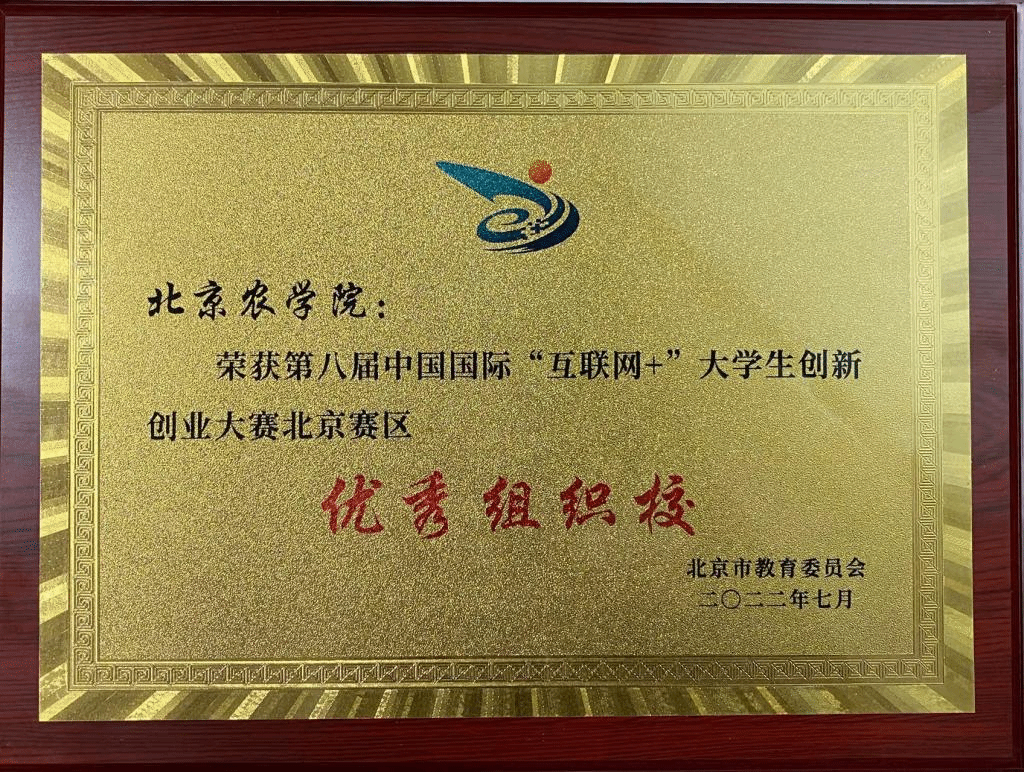 北京农学院：
荣获第八届中国国际“互联网+”大学生创新
创业大赛北京赛区
优秀组织校
北京市教育委员会
二〇二二年七月